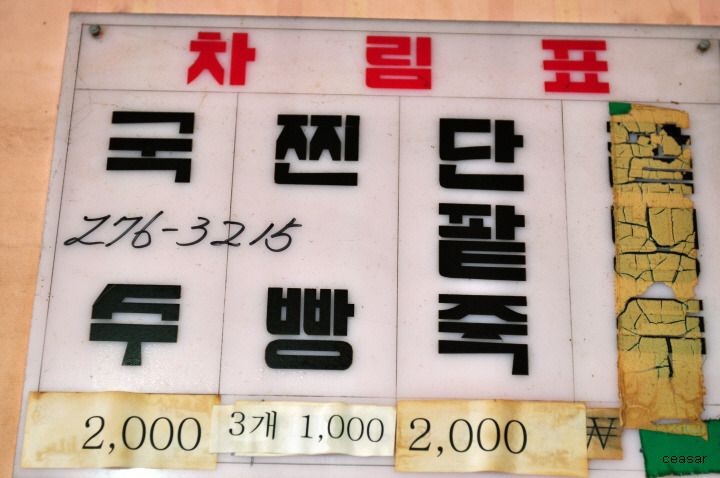 차림표
국수
찐빵
단팥죽
276-3215
2,000
3개 1,000
2,000
₩
ceasar